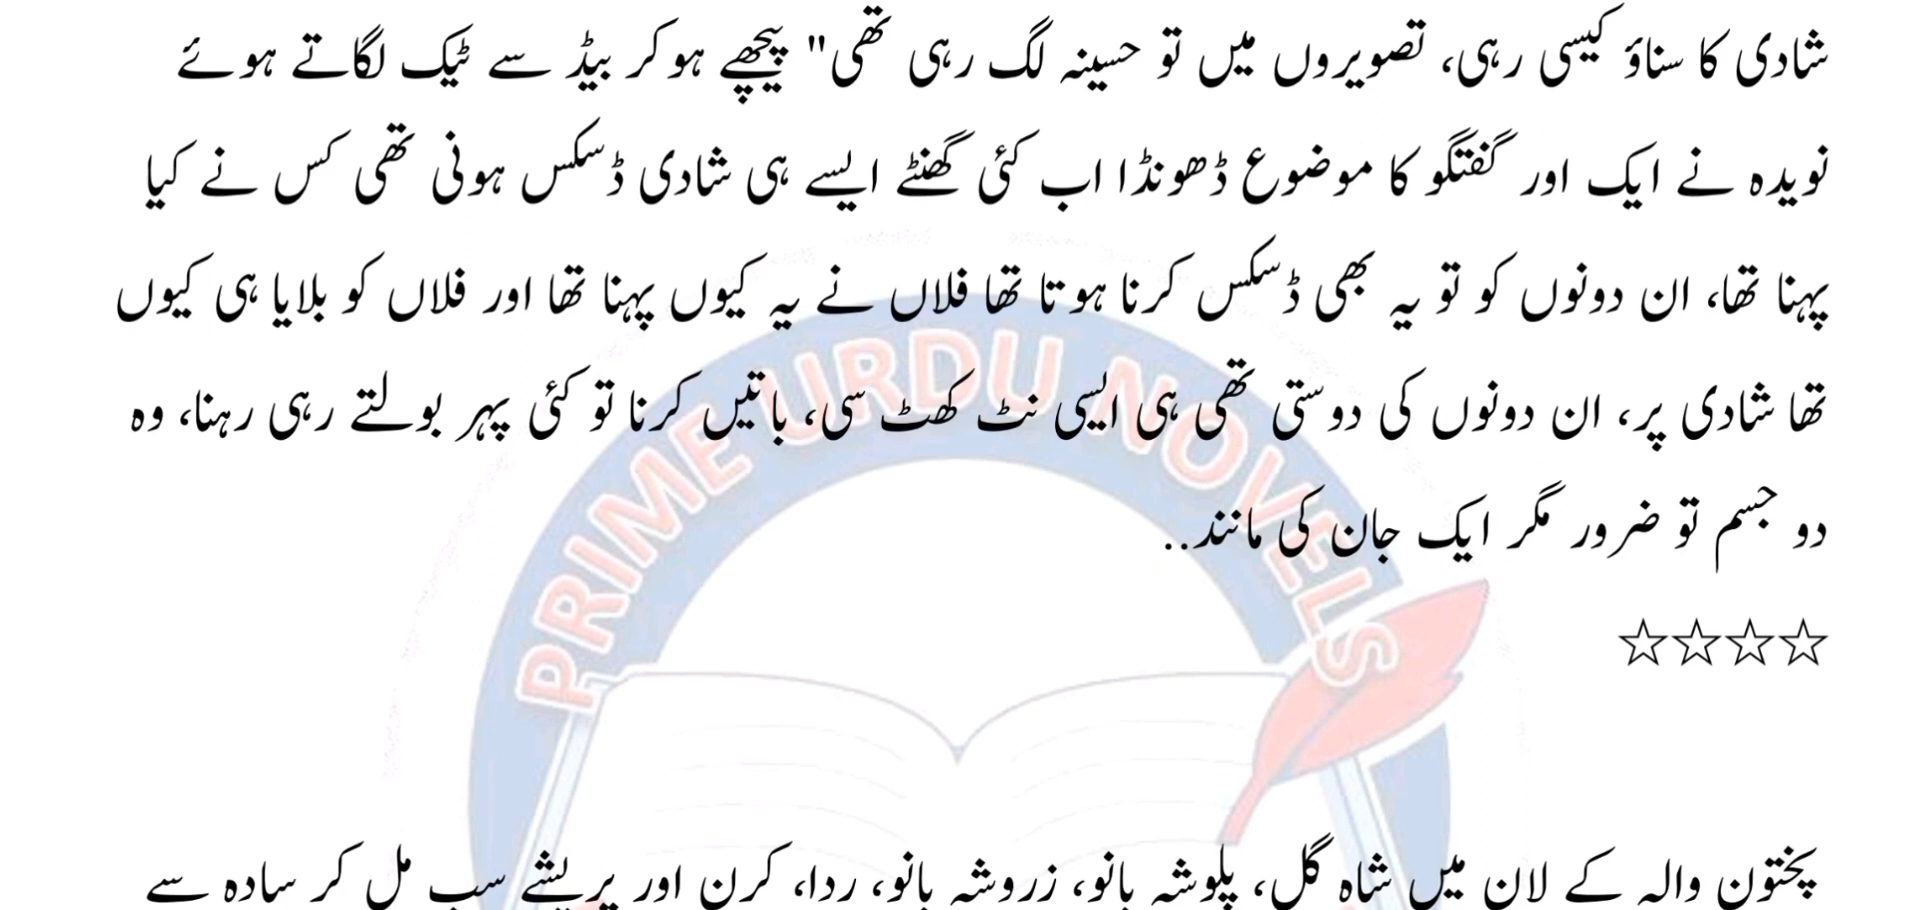 شادی کا سناؤ کیسی رہی، تصویروں میں تو حسینہ لگ رہی تھی" پیچھے ہو کر بیڈ سے ٹیک لگاتے ہوئے
نویدہ نے ایک اور گفتگو کا موضوع ڈھونڈا اب کئی گھنٹے ایسے ہی شادی ڈسکس ہونی تھی کس نے کیا
پہنا تھا، ان دونوں کو تو یہ بھی ڈسکس کرنا ہوتا تھا فلاں نے یہ کیوں پہنا تھا اور فلاں کو بلایا ہی کیوں
تھا شادی پر، ان دونوں کی دوستی تھی ہی ایسی نٹ کھٹ سی، باتیں کرنا تو کئی پہر بولتے رہی رہنا، وہ
دو جسم تو ضرور مگر ایک جان کی مانند..
☆☆☆☆
PRIME URDU NOVELS
پختون والہ کے لان میں شاہ گل، پلوشہ بانو، زروشہ بانو، ردا، کرن اور پریشے سب مل کر سادہ سے